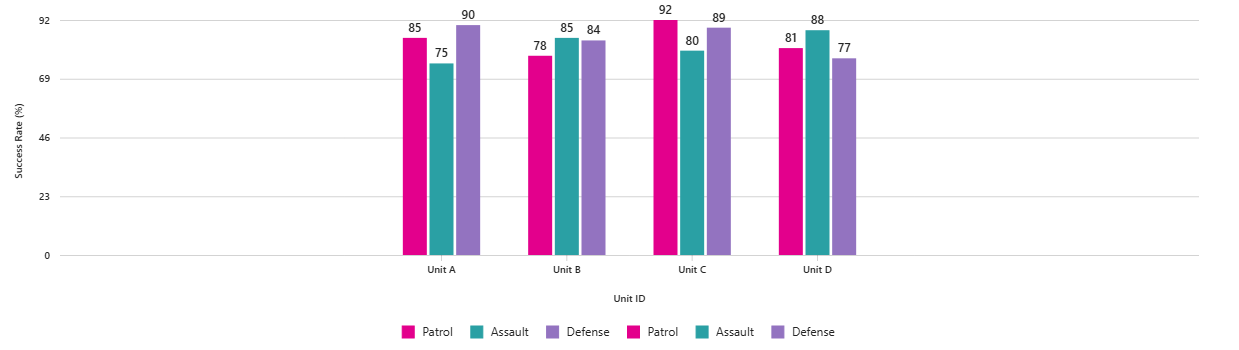 92
69
46
23
0
Success Rate (%)
85 75 90
78 85 84
92 80 89
81 88 77
Unit A Unit B Unit C Unit D
Unit ID
Patrol Assault Defense Patrol Assault Defense